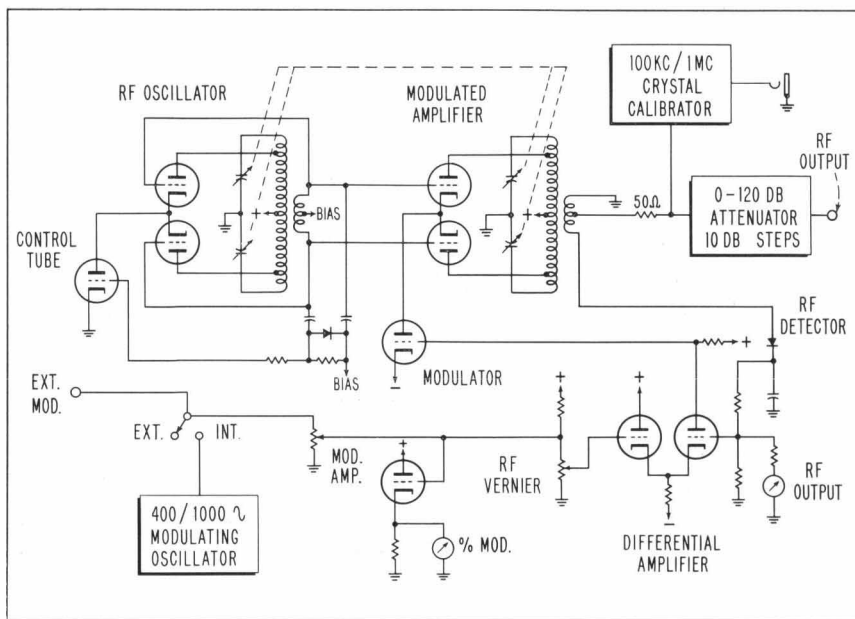 100KC/1MC
CRYSTAL
CALIBRATOR
RF OSCILLATOR
MODULATED
AMPLIFIER
RF
OUTPUT
+
BIAS
+
50Ω
0-120 DB
ATTENUATOR
10 DB STEPS
CONTROL
TUBE
RF
DETECTOR
BIAS
MODULATOR
+
−
EXT.
MOD.
EXT.
INT.
MOD.
AMP.
+
+
+
RF
VERNIER
RF
OUTPUT
400/1000 ~
MODULATING
OSCILLATOR
% MOD.
−
DIFFERENTIAL
AMPLIFIER